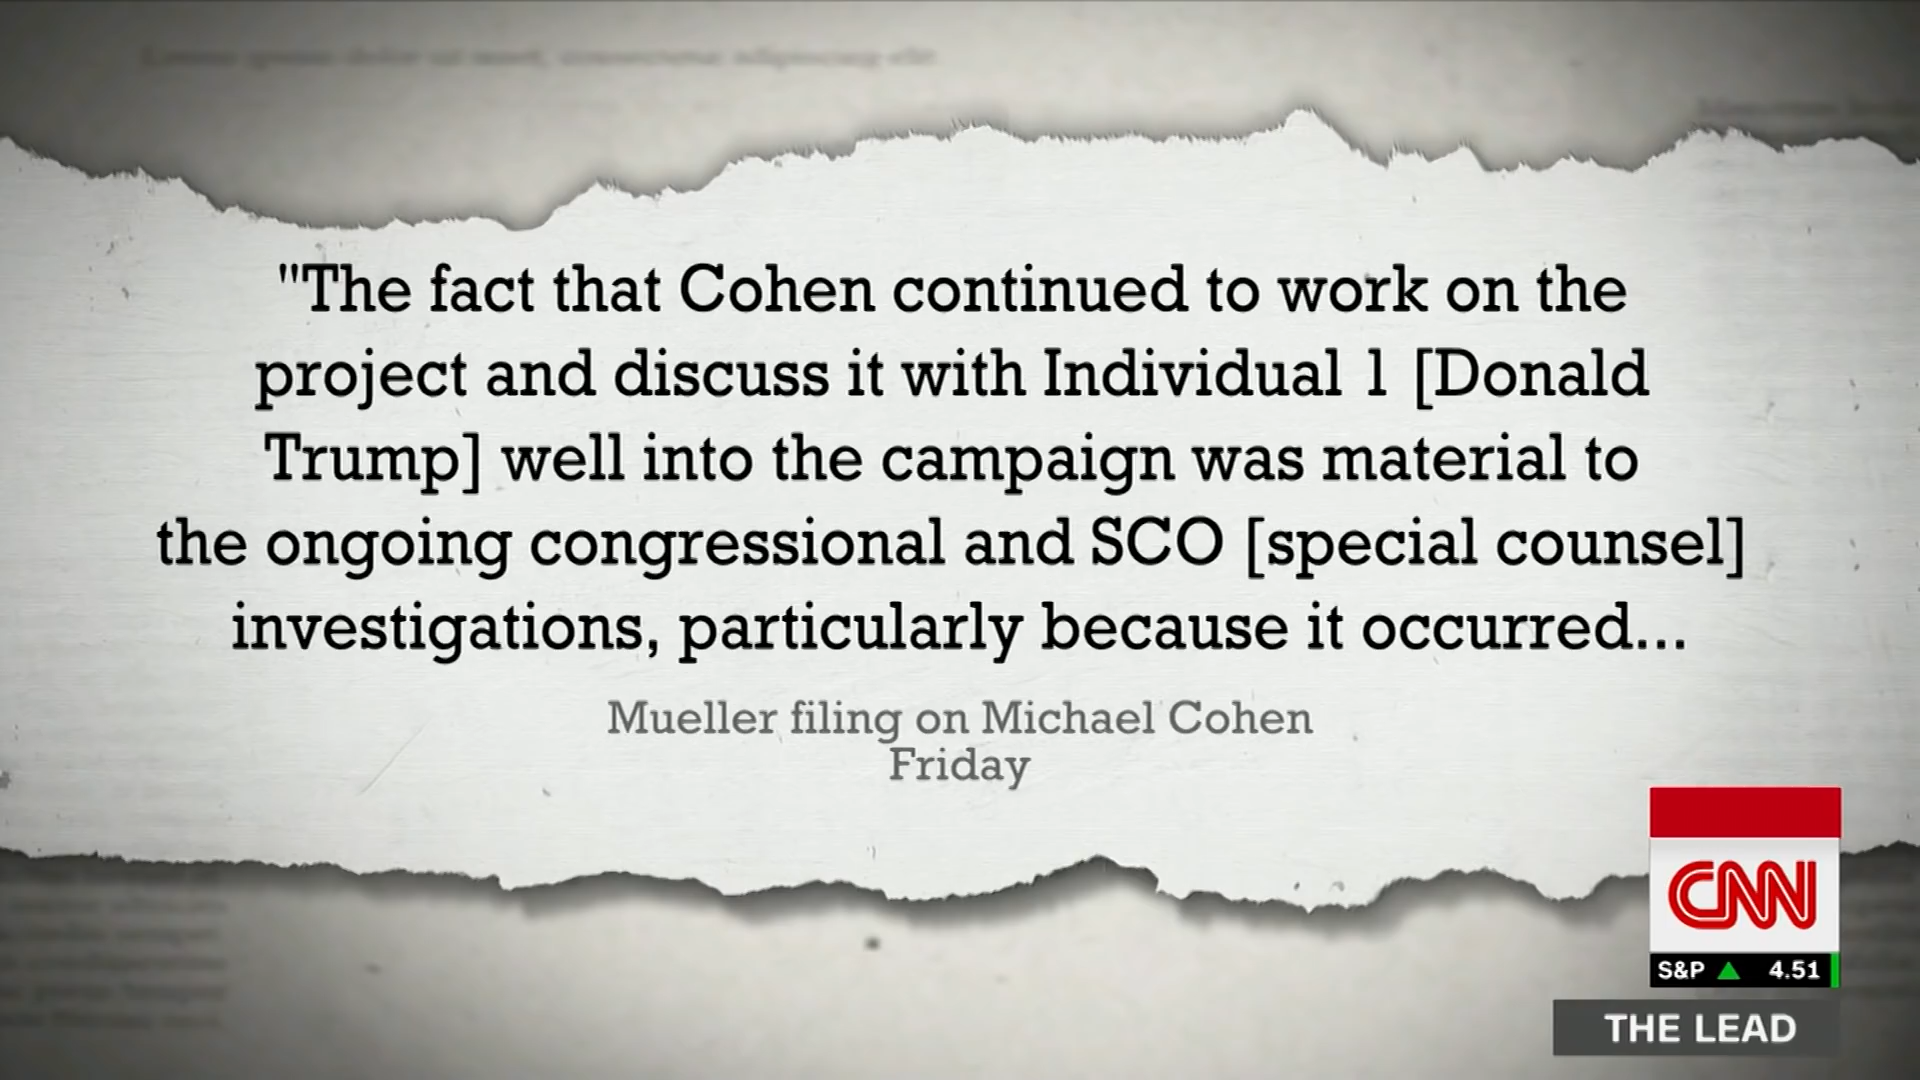 "The fact that Cohen continued to work on the
project and discuss it with Individual 1 [Donald
Trump] well into the campaign was material to
the ongoing congressional and SCO [special counsel]
investigations, particularly because it occurred...
Mueller filing on Michael Cohen
Friday
CNN
S&P ▲ 4.51
THE LEAD